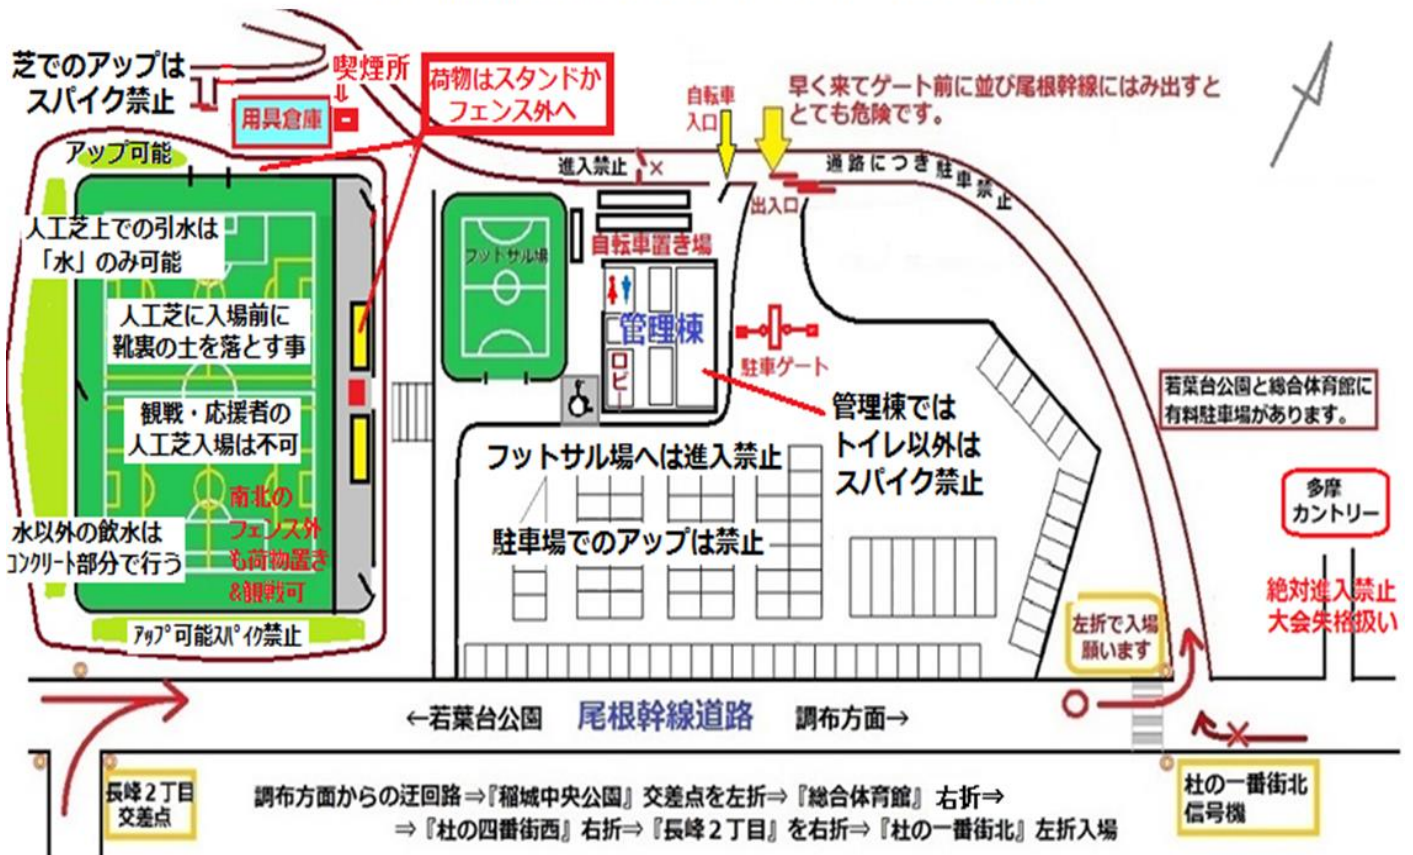 芝でのアップは
スパイク禁止
喫煙所
⇓
用具倉庫
荷物はスタンドか
フェンス外へ
自転車
入口
早く来てゲート前に並び尾根幹線にはみ出すと
とても危険です。
アップ可能
進入禁止
×
通路につき駐車禁止
出入口
人工芝上での引水は
「水」のみ可能
フットサル場
自転車置き場
人工芝に入場前に
靴裏の土を落とす事
管理棟
ロビー
駐車ゲート
若葉台公園と総合体育館に
有料駐車場があります。
観戦・応援者の
人工芝入場は不可
管理棟では
トイレ以外は
スパイク禁止
フットサル場へは進入禁止
多摩
カントリー
南北の
フェンス外
も荷物置き
&観戦可
水以外の飲水は
コンクリート部分で行う
駐車場でのアップは禁止
絶対進入禁止
大会失格扱い
左折で入場
願います
アップ可能スパイク禁止
←若葉台公園 尾根幹線道路 調布方面→
長峰2丁目
交差点
調布方面からの迂回路⇒『稲城中央公園』交差点を左折⇒『総合体育館』右折⇒
⇒『杜の四番街西』右折⇒『長峰2丁目』を右折⇒『杜の一番街北』左折入場
杜の一番街北
信号機